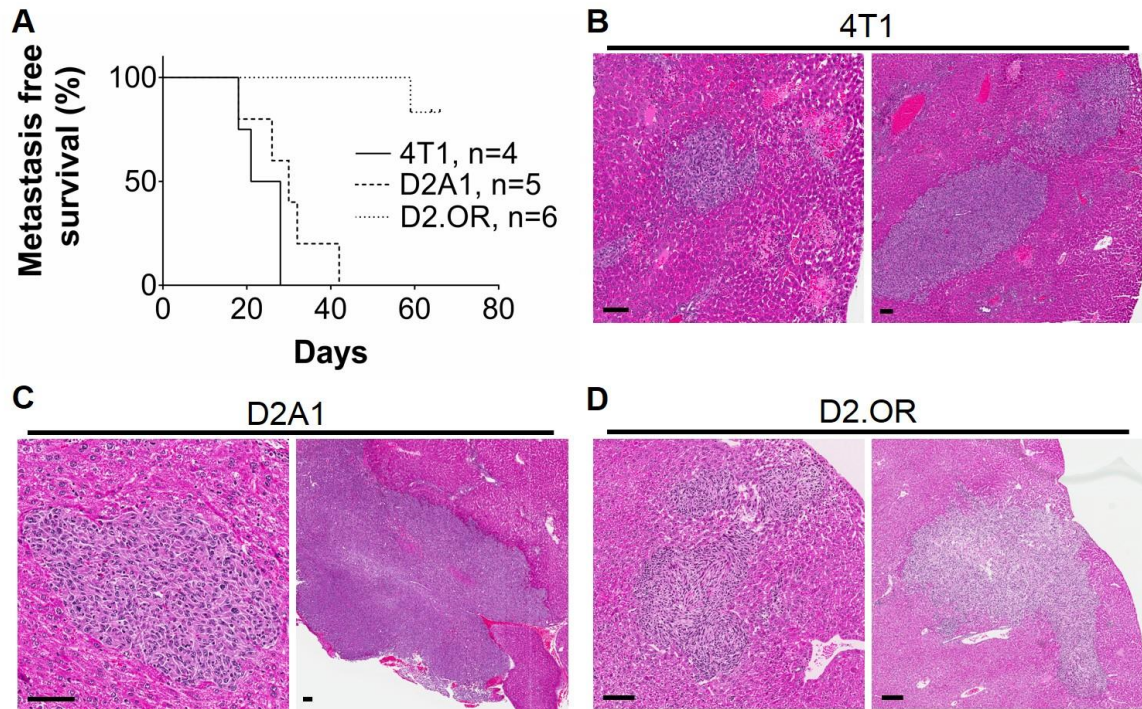 A
Metastasis free
survival (%)
100
50
0
0 20 40 60 80
Days
4T1, n=4
D2A1, n=5
D2.OR, n=6
B
4T1
C
D2A1
D
D2.OR